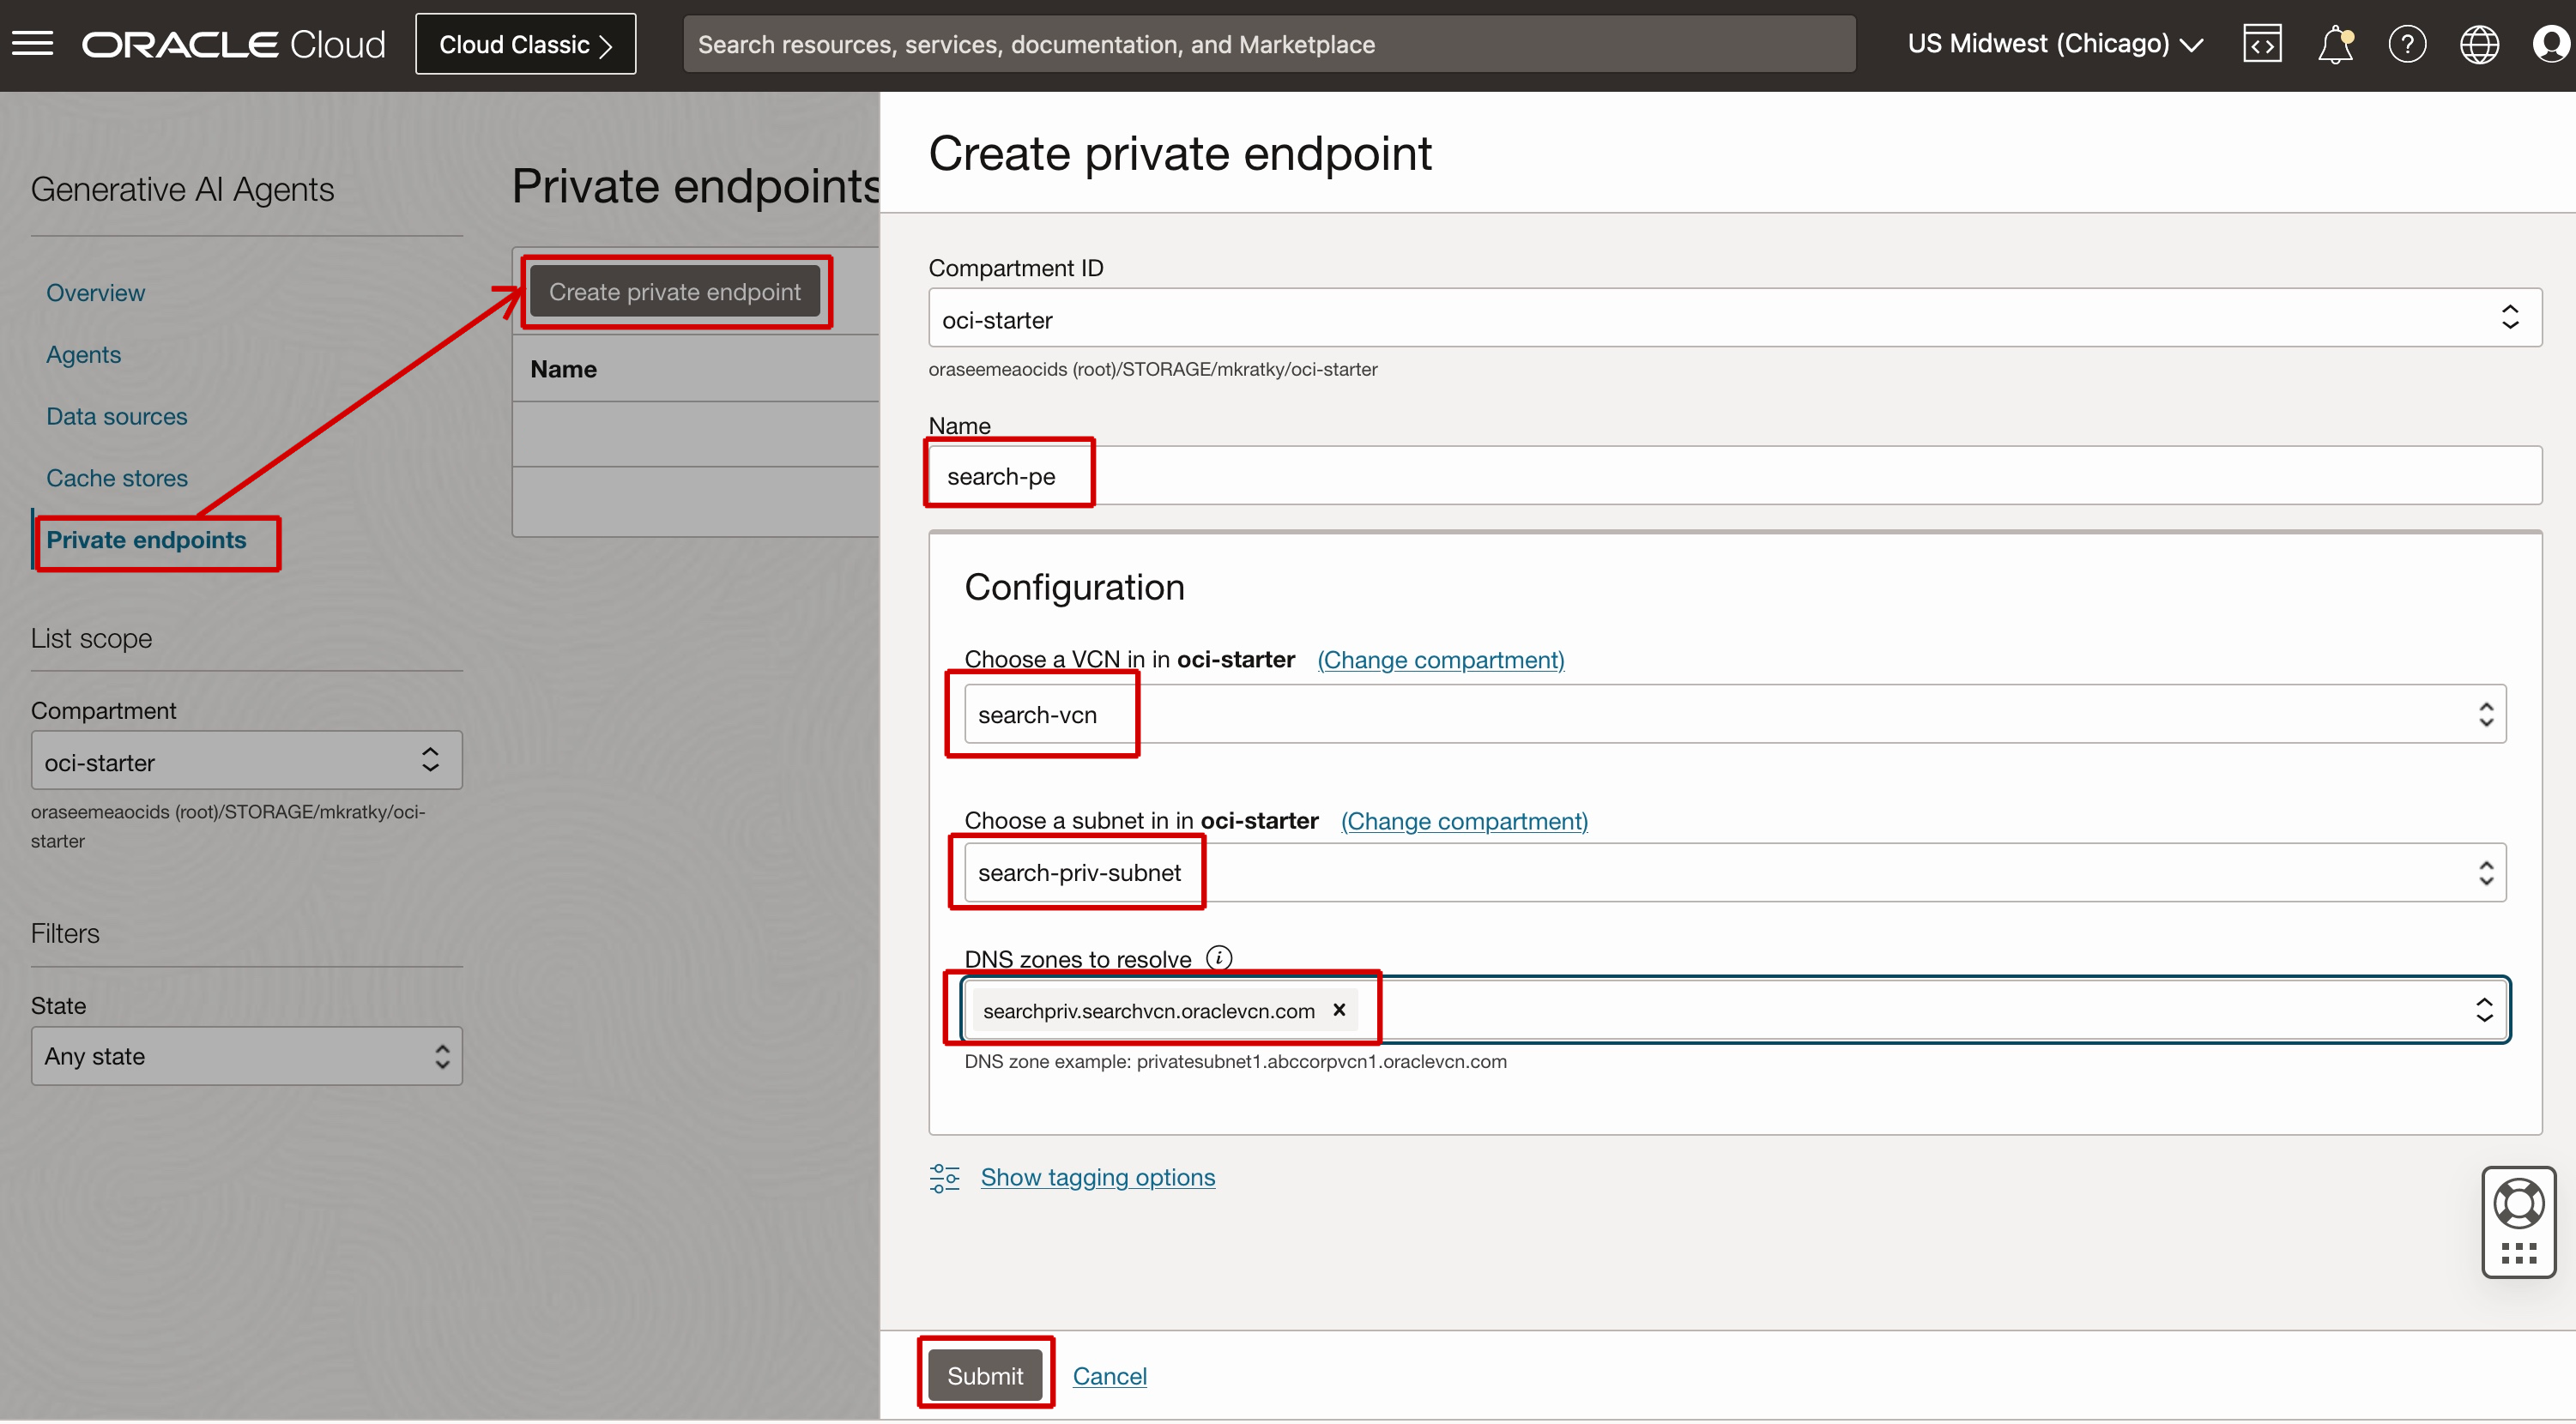 ORACLE Cloud
Cloud Classic
Search resources, services, documentation, and Marketplace
US Midwest (Chicago)
Generative AI Agents
Overview
Agents
Data sources
Cache stores
Private endpoints
List scope
Compartment
oci-starter
oraseemeaocids (root)/STORAGE/mkratky/oci-
starter
Filters
State
Any state
Private endpoints
Create private endpoint
Name
Create private endpoint
Compartment ID
oci-starter
oraseemeaocids (root)/STORAGE/mkratky/oci-starter
Name
search-pe
Configuration
Choose a VCN in in oci-starter (Change compartment)
search-vcn
Choose a subnet in in oci-starter (Change compartment)
search-priv-subnet
DNS zones to resolve
searchpriv.searchvcn.oraclevcn.com
DNS zone example: privatesubnet1.abccorpvcn1.oraclevcn.com
Show tagging options
Submit
Cancel